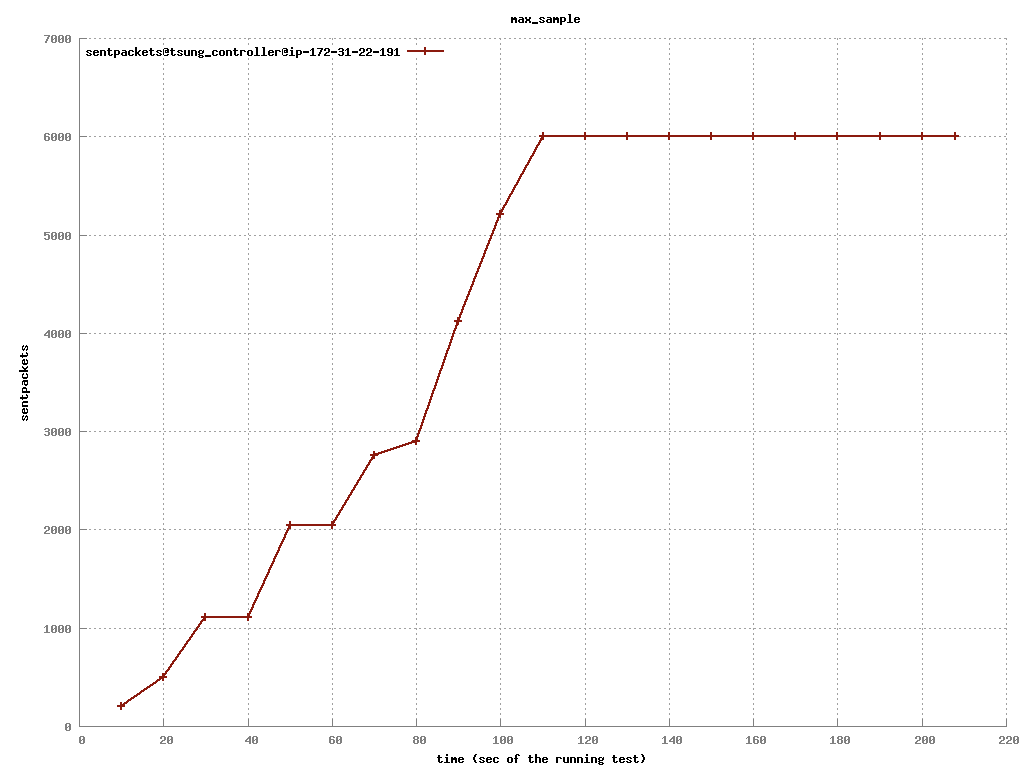 max_sample
7000
sentpackets@tsung_controller@ip-172-31-22-191
6000
5000
4000
sentpackets
3000
2000
1000
0
0 20 40 60 80 100 120 140 160 180 200 220
time (sec of the running test)